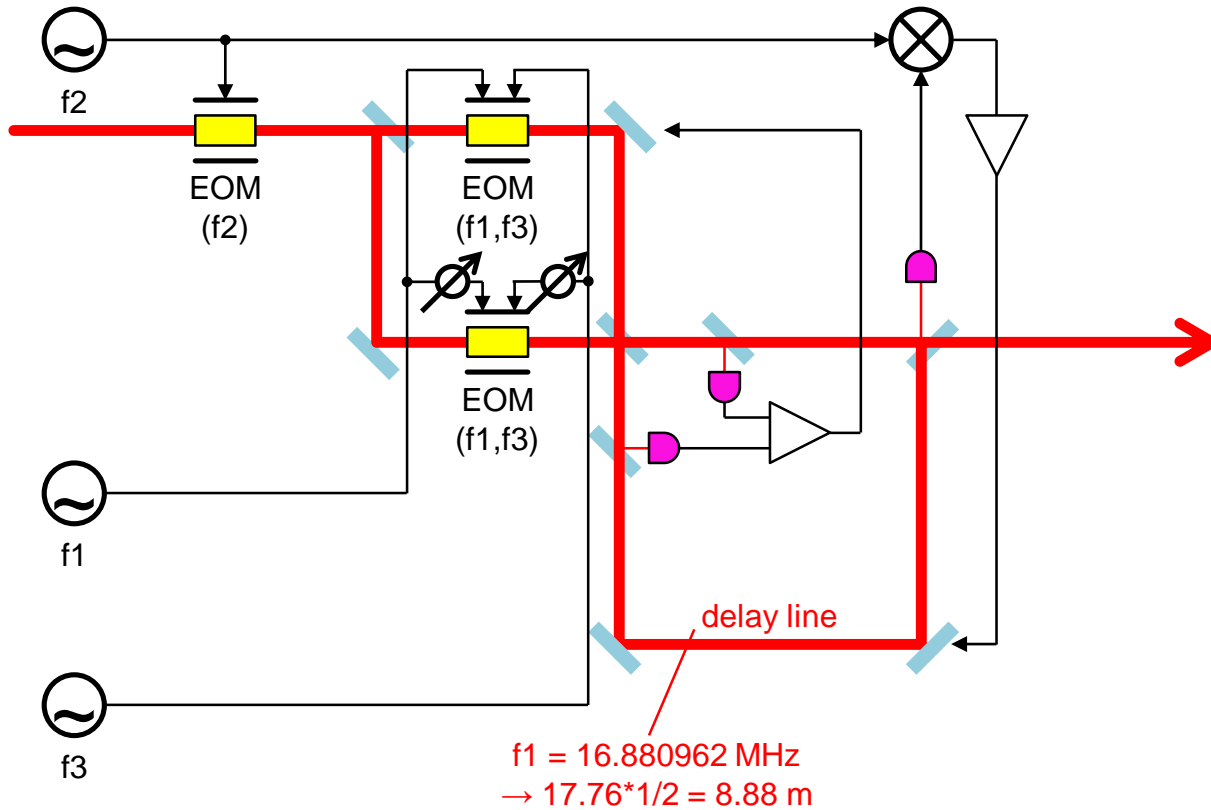 f2
EOM
(f2)
EOM
(f1,f3)
EOM
(f1,f3)
f1
delay line
f3
f1 = 16.880962 MHz
→ 17.76*1/2 = 8.88 m